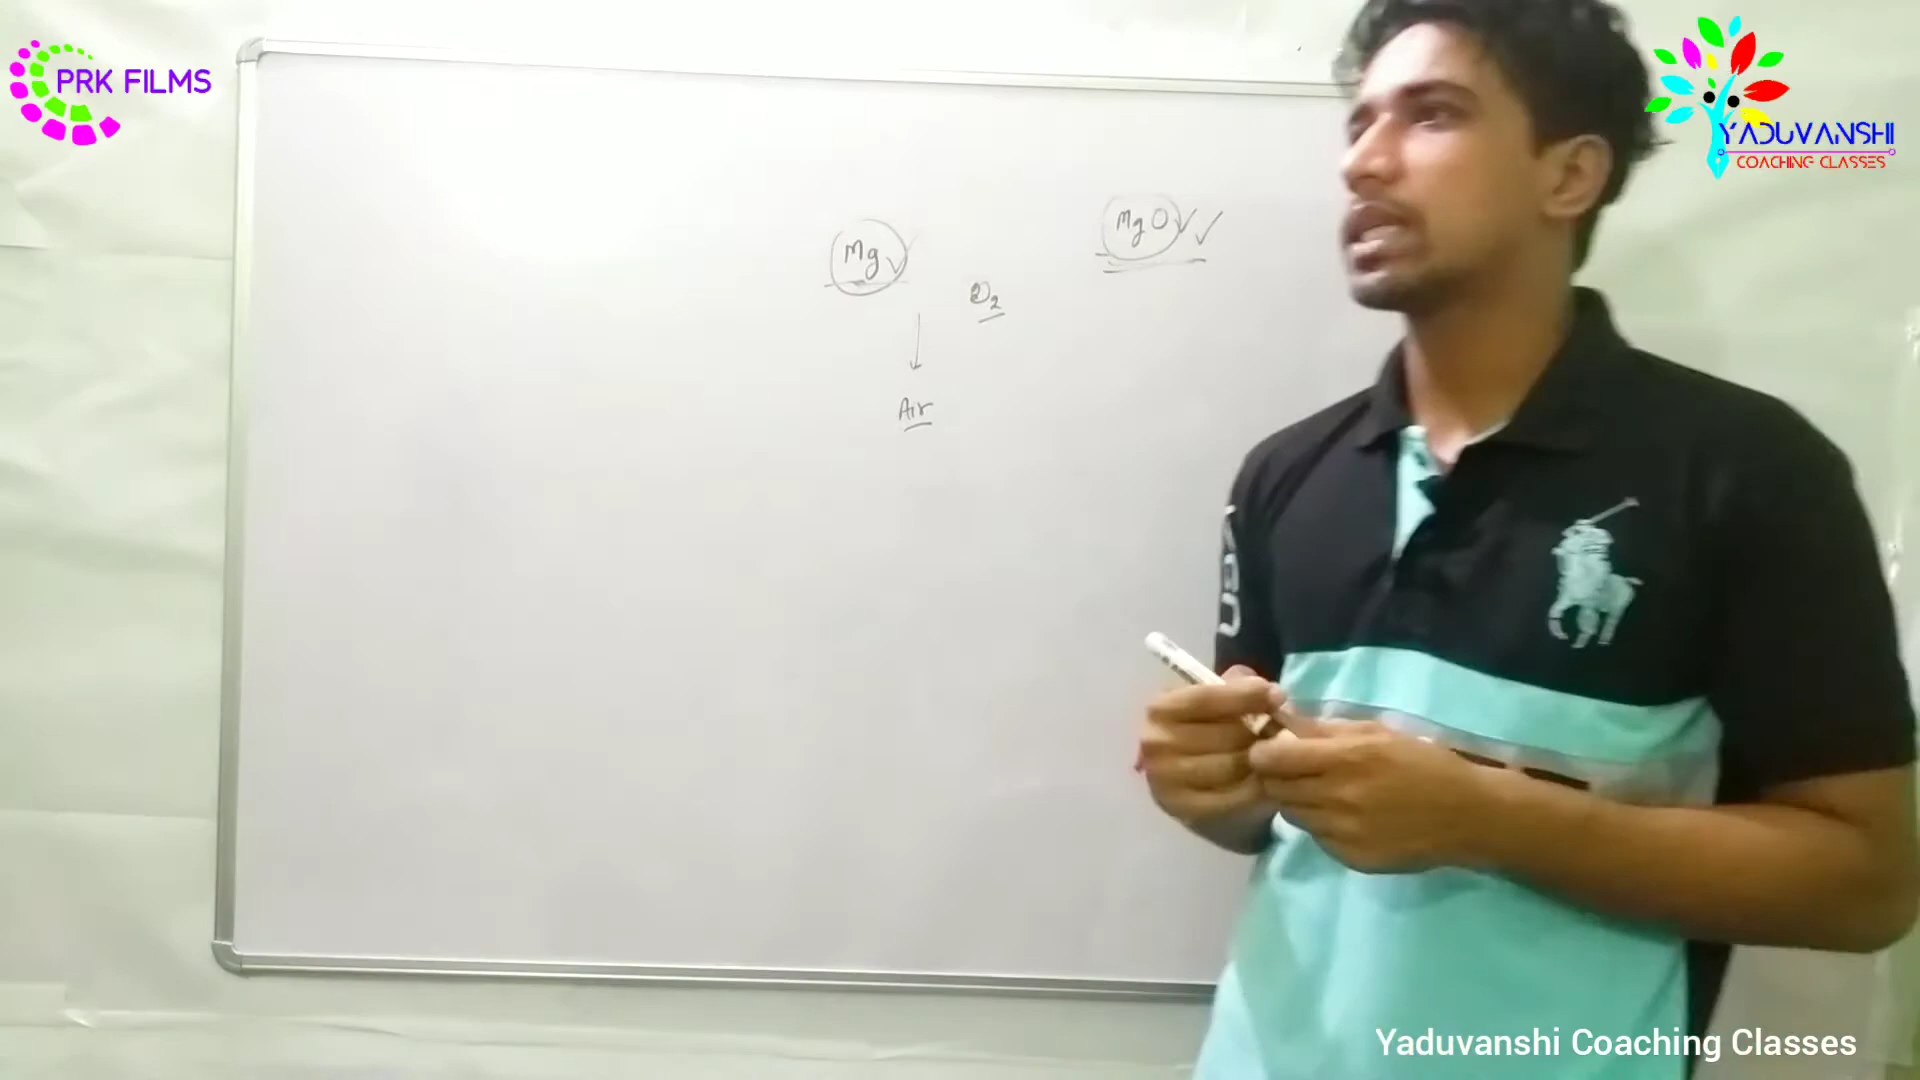 PRK FILMS
YADUVANSHI
COACHING CLASSES
Mg
MgO
O2
Air
Yaduvanshi Coaching Classes